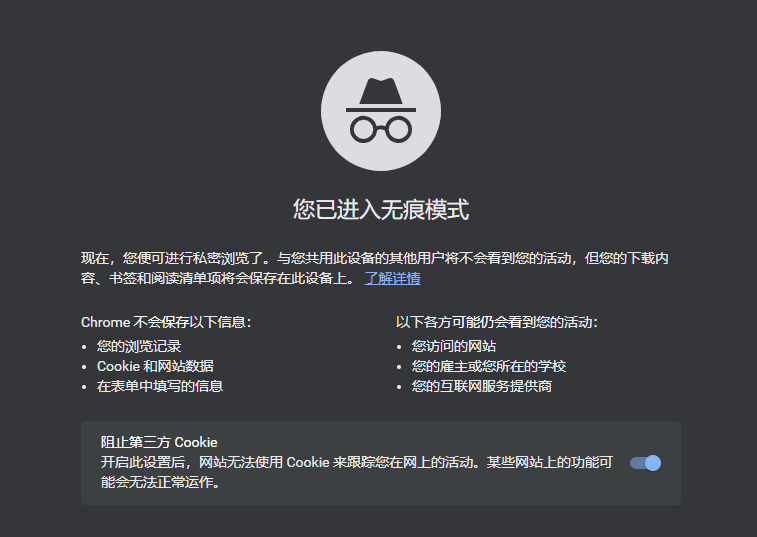 您已进入无痕模式
现在，您便可进行私密浏览了。与您共用此设备的其他用户将不会看到您的活动，但您的下载内
容、书签和阅读清单项将会保存在此设备上。 了解详情
Chrome 不会保存以下信息：
• 您的浏览记录
• Cookie 和网站数据
• 在表单中填写的信息
以下各方可能仍会看到您的活动：
• 您访问的网站
• 您的雇主或您所在的学校
• 您的互联网服务提供商
阻止第三方 Cookie
开启此设置后，网站无法使用 Cookie 来跟踪您在网上的活动。某些网站上的功能可
能会无法正常运作。